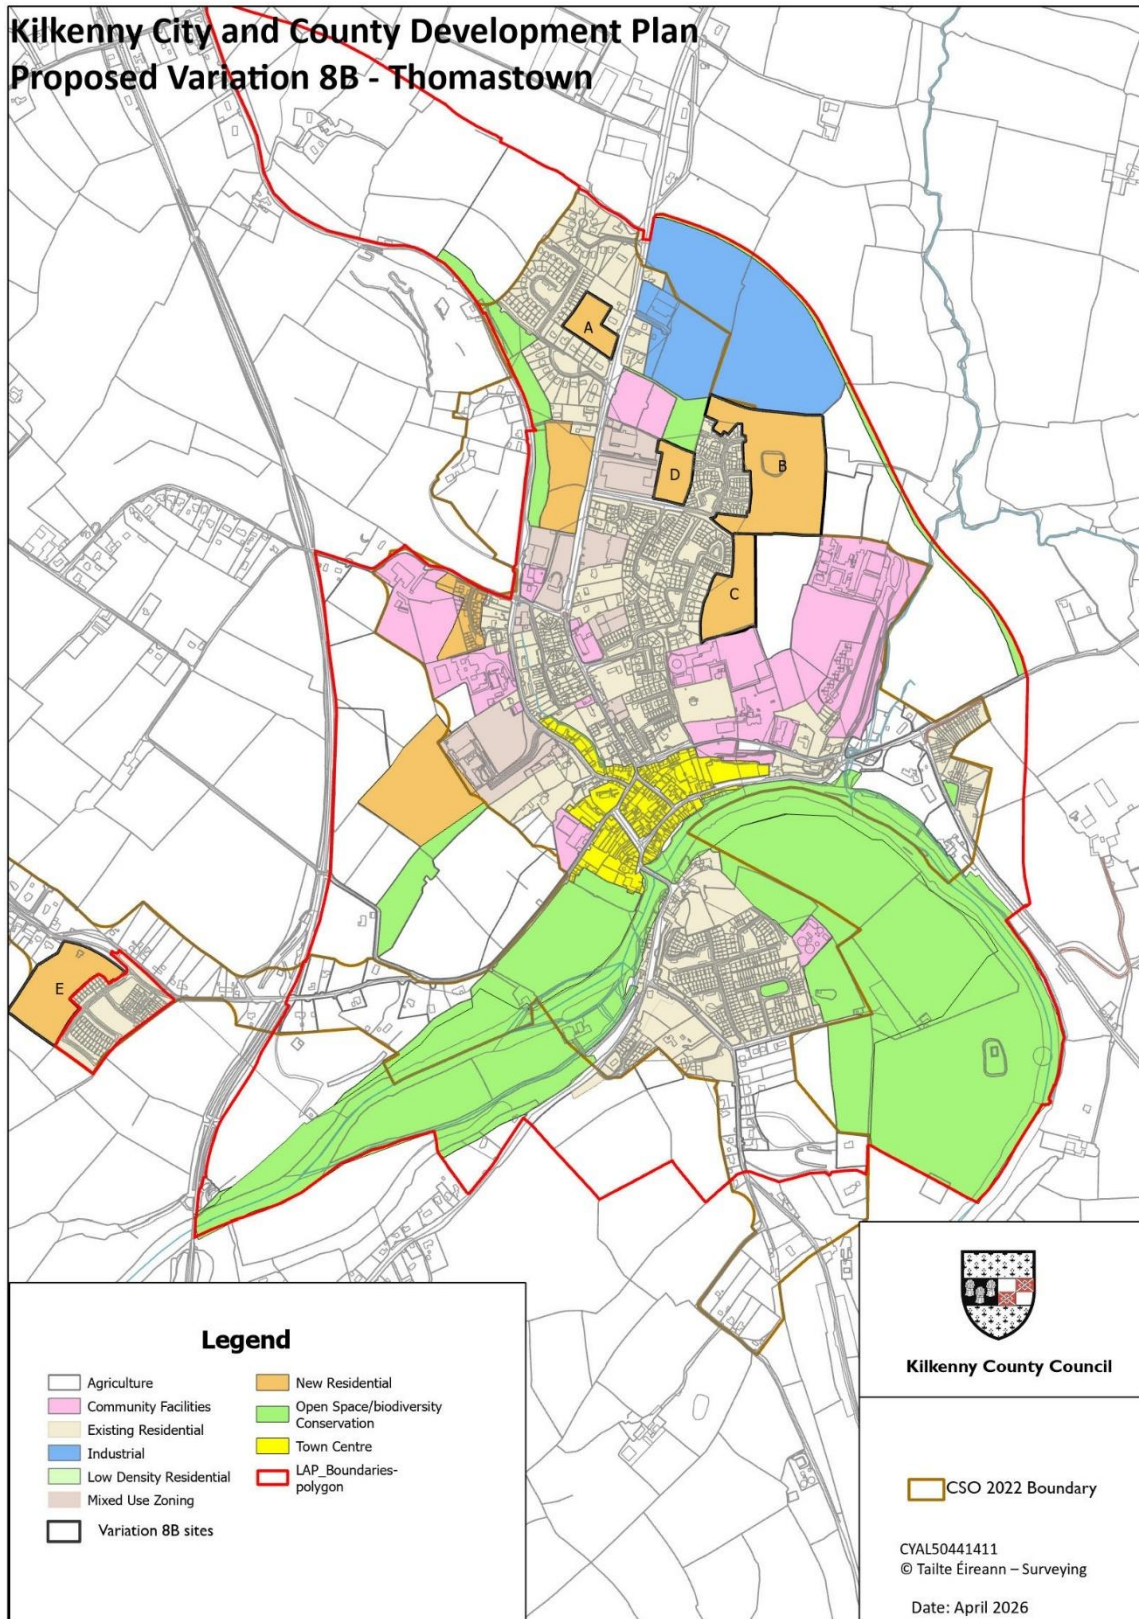 Kilkenny City and County Development Plan
Proposed Variation 8B - Thomastown
A
B
D
C
E
Legend
Agriculture
Community Facilities
Existing Residential
Industrial
Low Density Residential
Mixed Use Zoning
Variation 8B sites
New Residential
Open Space/biodiversity
Conservation
Town Centre
LAP_Boundaries-
polygon
Kilkenny County Council
CSO 2022 Boundary
CYAL50441411
© Tailte Éireann – Surveying
Date: April 2026